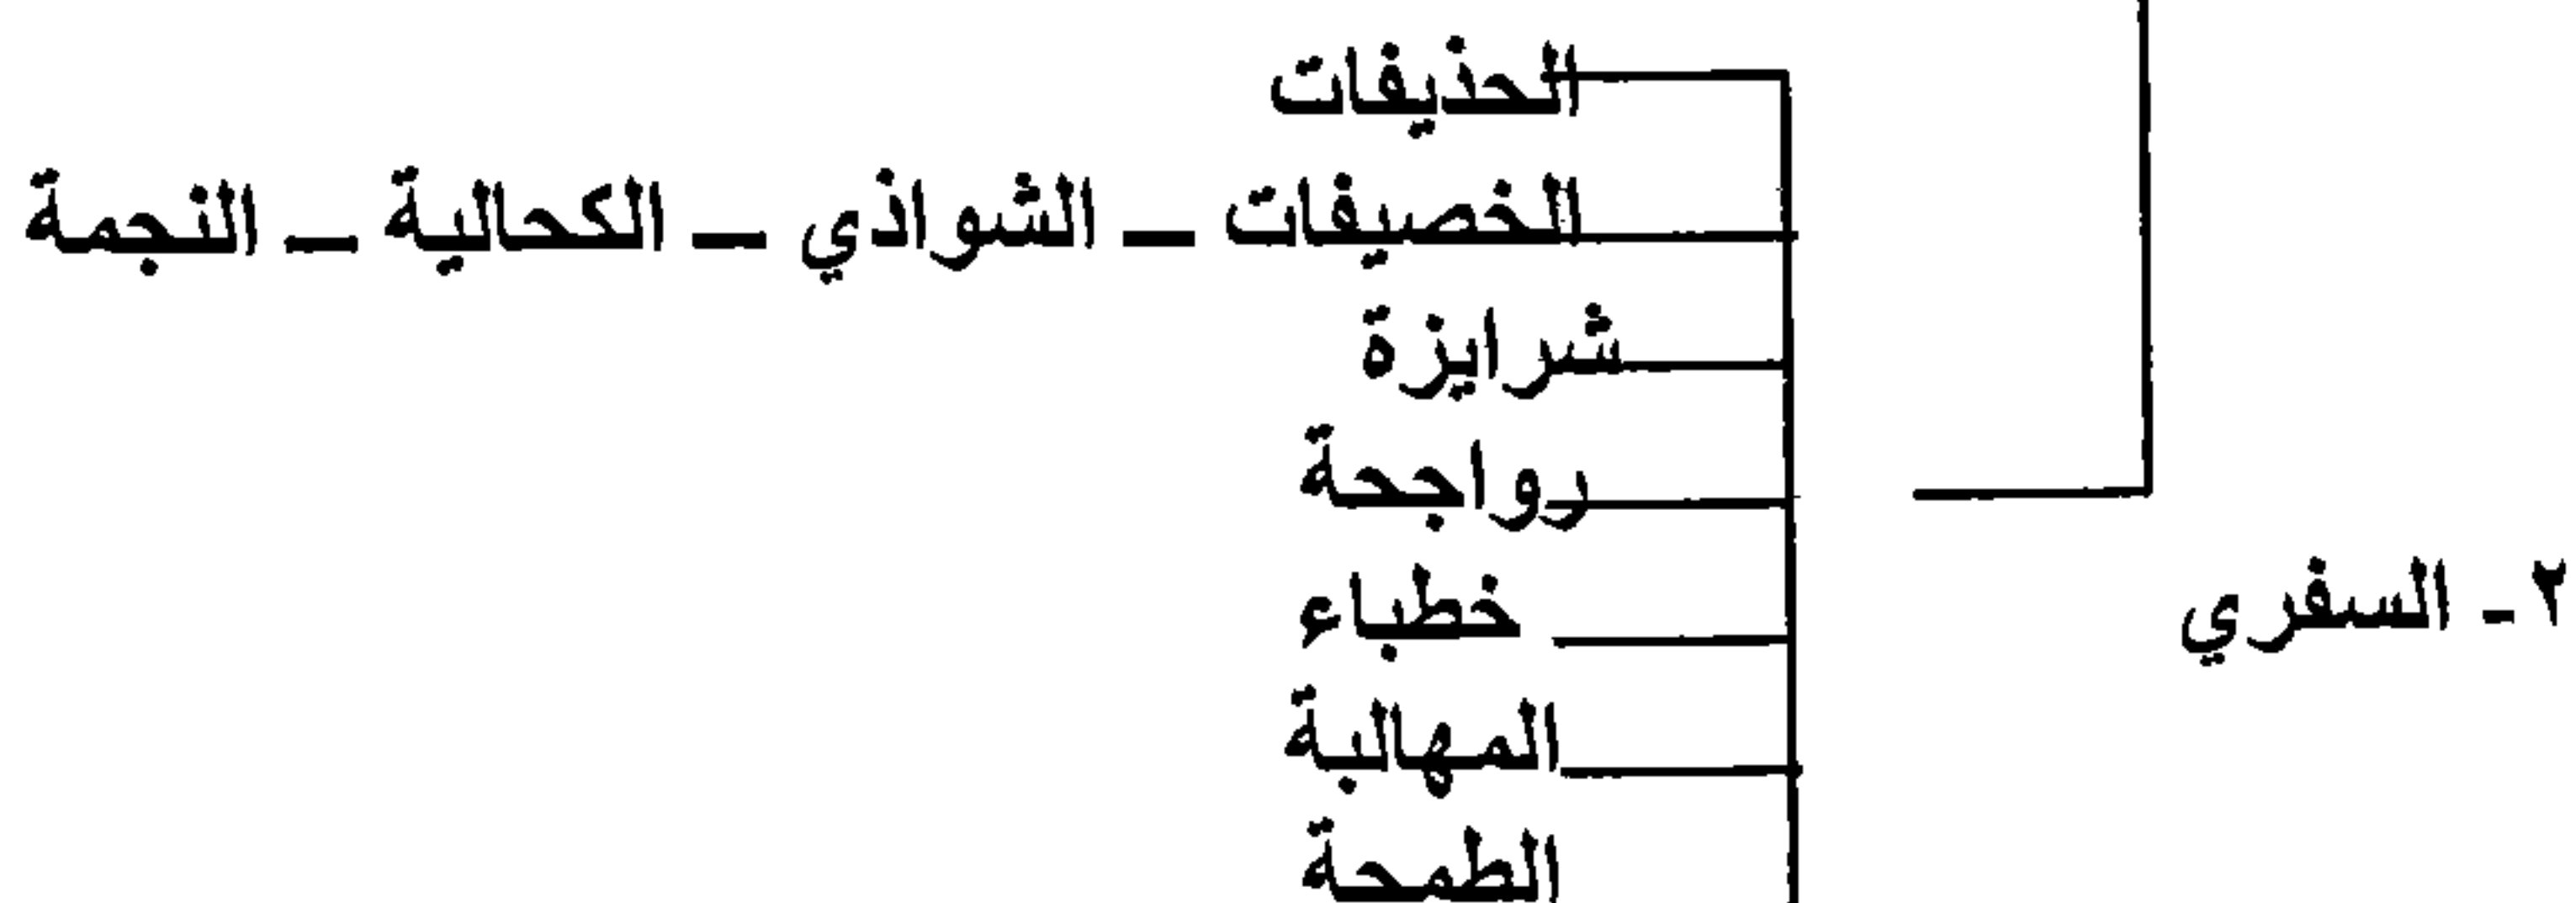 الحذيفات
الخصيفات – الشواذي – الكحالية – النجمة
شرايزة
رواجحة
خطباء
٢ - السفري
المهالبة
الطمحة